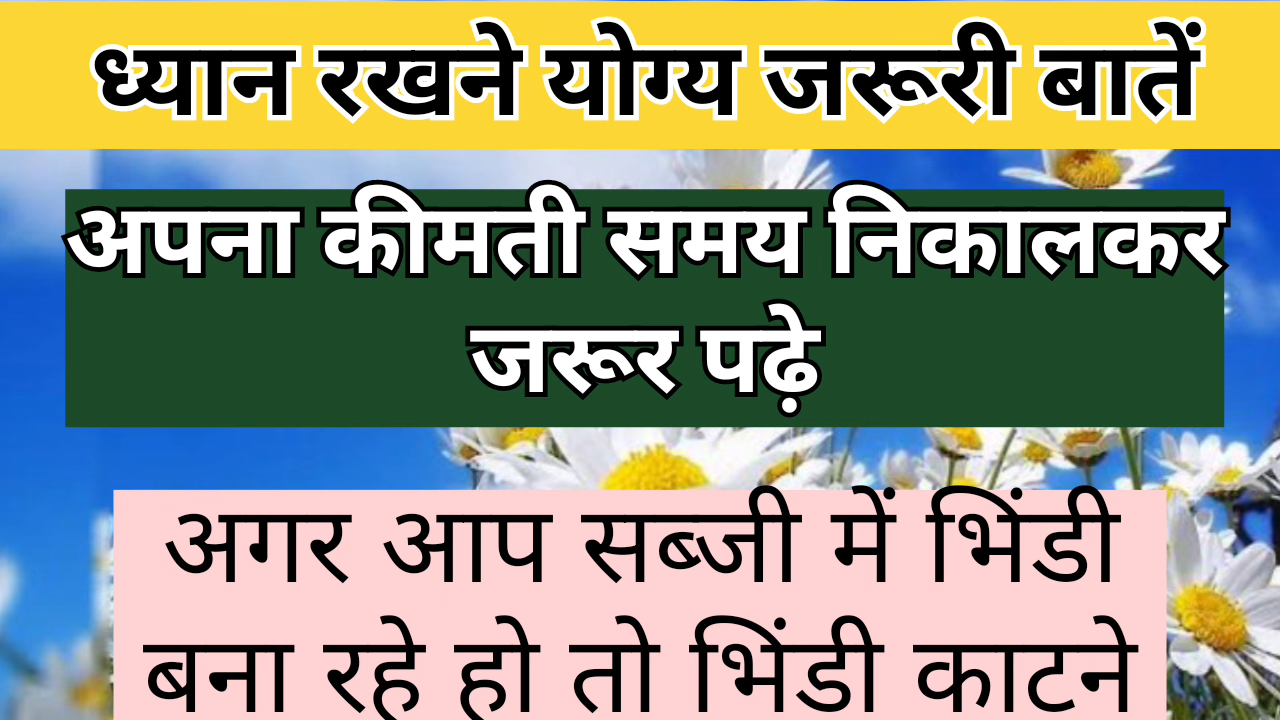 ध्यान रखने योग्य जरूरी बातें
अपना कीमती समय निकालकर
जरूर पढ़े
अगर आप सब्जी में भिंडी
बना रहे हो तो भिंडी काटने